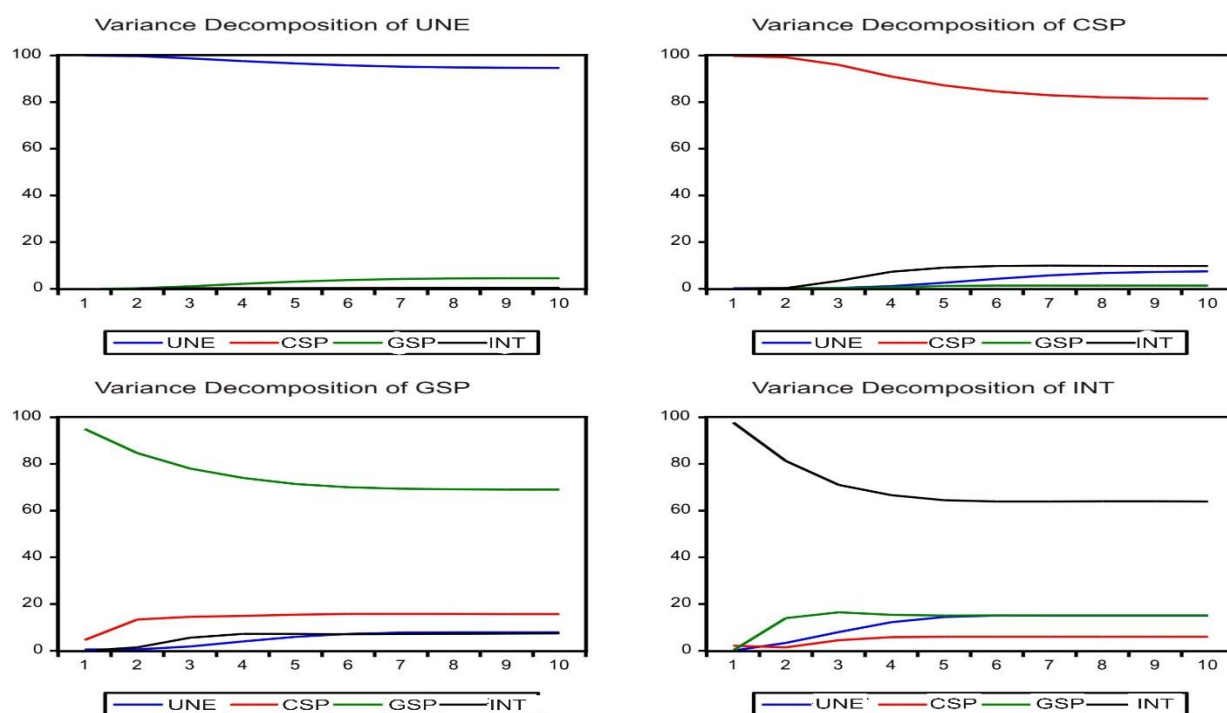 Variance Decomposition of UNE
100
80
60
40
20
0
1 2 3 4 5 6 7 8 9 10
UNE CSP GSP INT
Variance Decomposition of CSP
100
80
60
40
20
0
1 2 3 4 5 6 7 8 9 10
UNE CSP GSP INT
Variance Decomposition of GSP
100
80
60
40
20
0
1 2 3 4 5 6 7 8 9 10
UNE CSP GSP INT
Variance Decomposition of INT
100
80
60
40
20
0
1 2 3 4 5 6 7 8 9 10
UNE CSP GSP INT